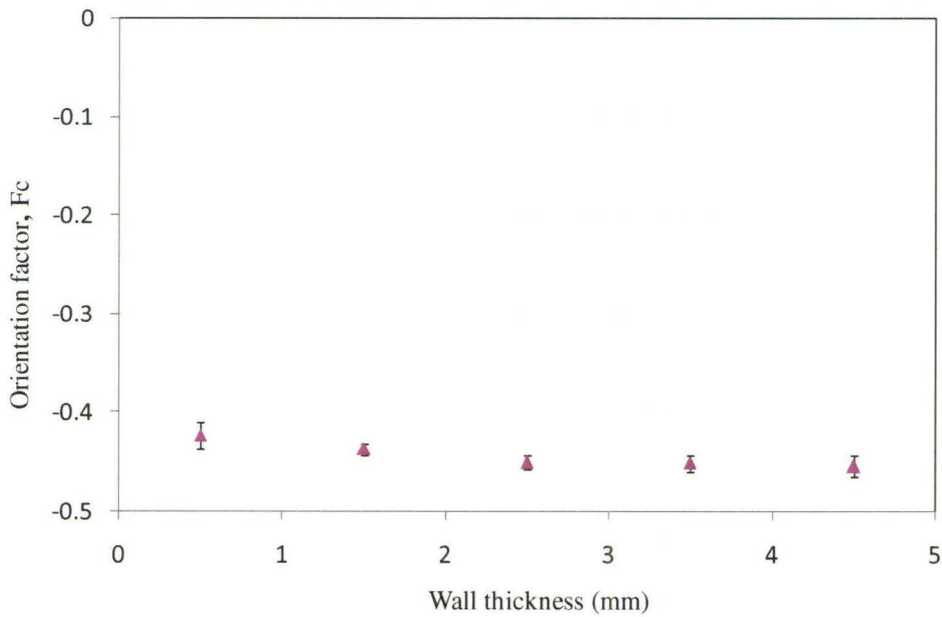 0
-0.1
-0.2
-0.3
-0.4
-0.5
Orientation factor, Fc
0 1 2 3 4 5
Wall thickness (mm)